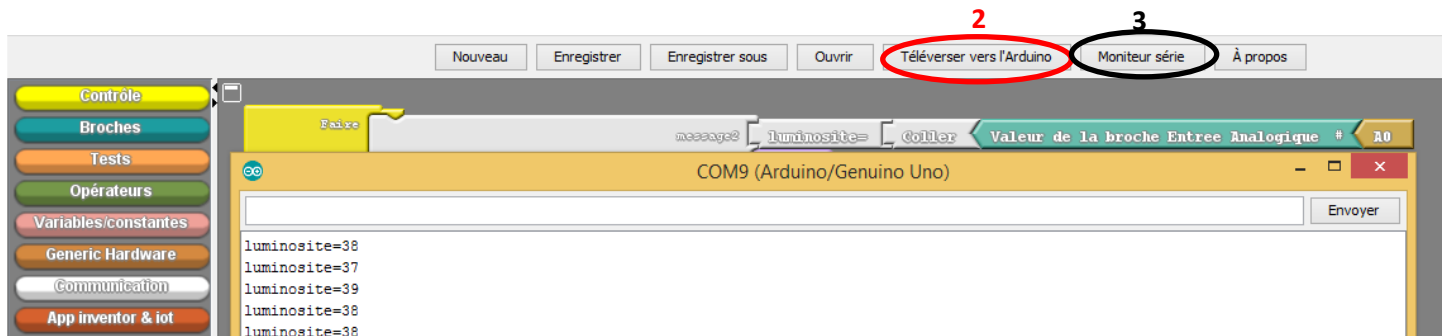 2 3
Nouveau Enregistrer Enregistrer sous Ouvrir Téléverser vers l'Arduino Moniteur série À propos
Contrôle
Broches
Tests
Opérateurs
Variables/constantes
Generic Hardware
Communication
App inventor & iot
Faire
message? luminosite= Coller Valeur de la broche Entree Analogique # A0
COM9 (Arduino/Genuino Uno)
Envoyer
luminosite=38
luminosite=37
luminosite=39
luminosite=38
luminosite=38